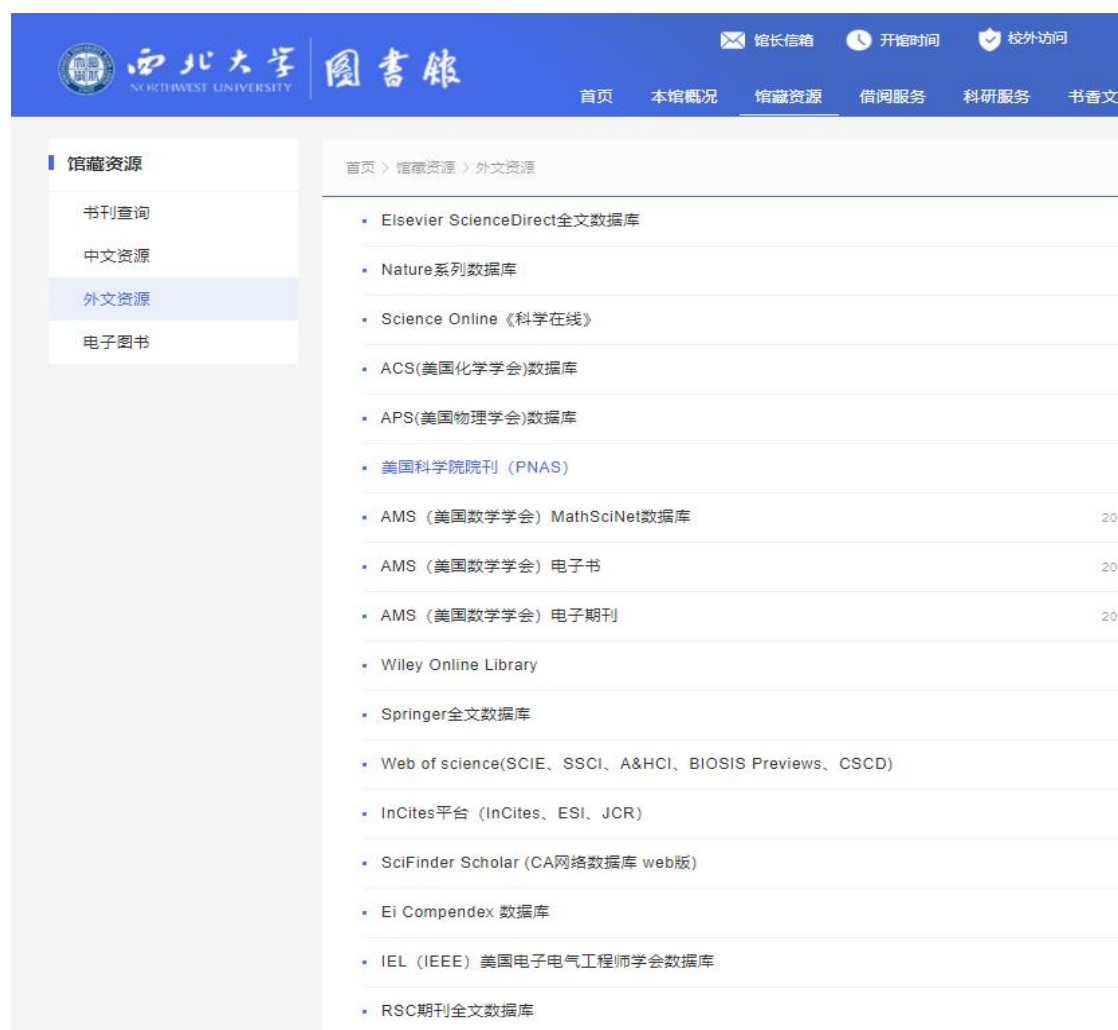 西北大学
NORTHWEST UNIVERSITY
图书馆
馆长信箱 开馆时间 校外访问
首页 本馆概况 馆藏资源 借阅服务 科研服务 书香文
馆藏资源
书刊查询
中文资源
外文资源
电子图书
首页 > 馆藏资源 > 外文资源
Elsevier ScienceDirect全文数据库
Nature系列数据库
Science Online《科学在线》
ACS(美国化学学会)数据库
APS(美国物理学会)数据库
美国科学院院刊（PNAS）
AMS（美国数学学会）MathSciNet数据库 20
AMS（美国数学学会）电子书 20
AMS（美国数学学会）电子期刊 20
Wiley Online Library
Springer全文数据库
Web of science(SCIE、SSCI、A&HCI、BIOSIS Previews、CSCD)
InCites平台（InCites、ESI、JCR）
SciFinder Scholar (CA网络数据库 web版)
Ei Compendex 数据库
IEL（IEEE）美国电子电气工程师学会数据库
RSC期刊全文数据库